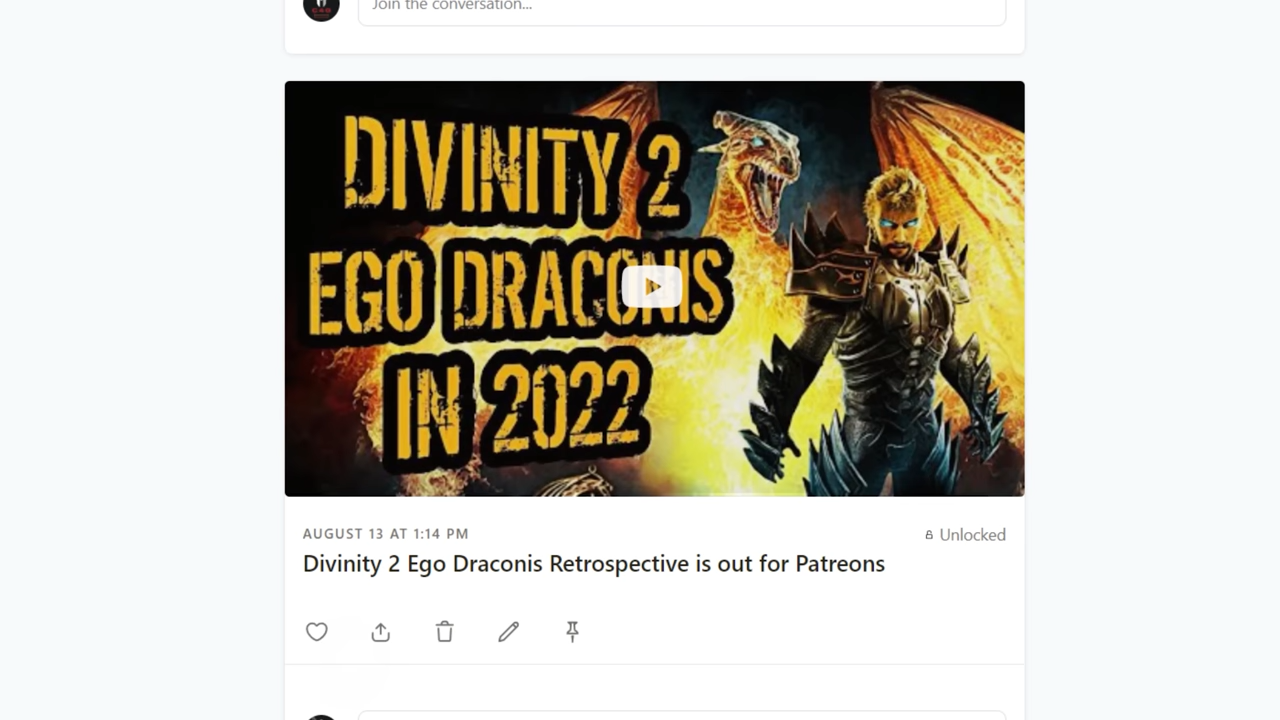 Join the conversation...
DIVINITY 2
EGO DRACONIS
IN 2022
AUGUST 13 AT 1:14 PM
Unlocked
Divinity 2 Ego Draconis Retrospective is out for Patreons